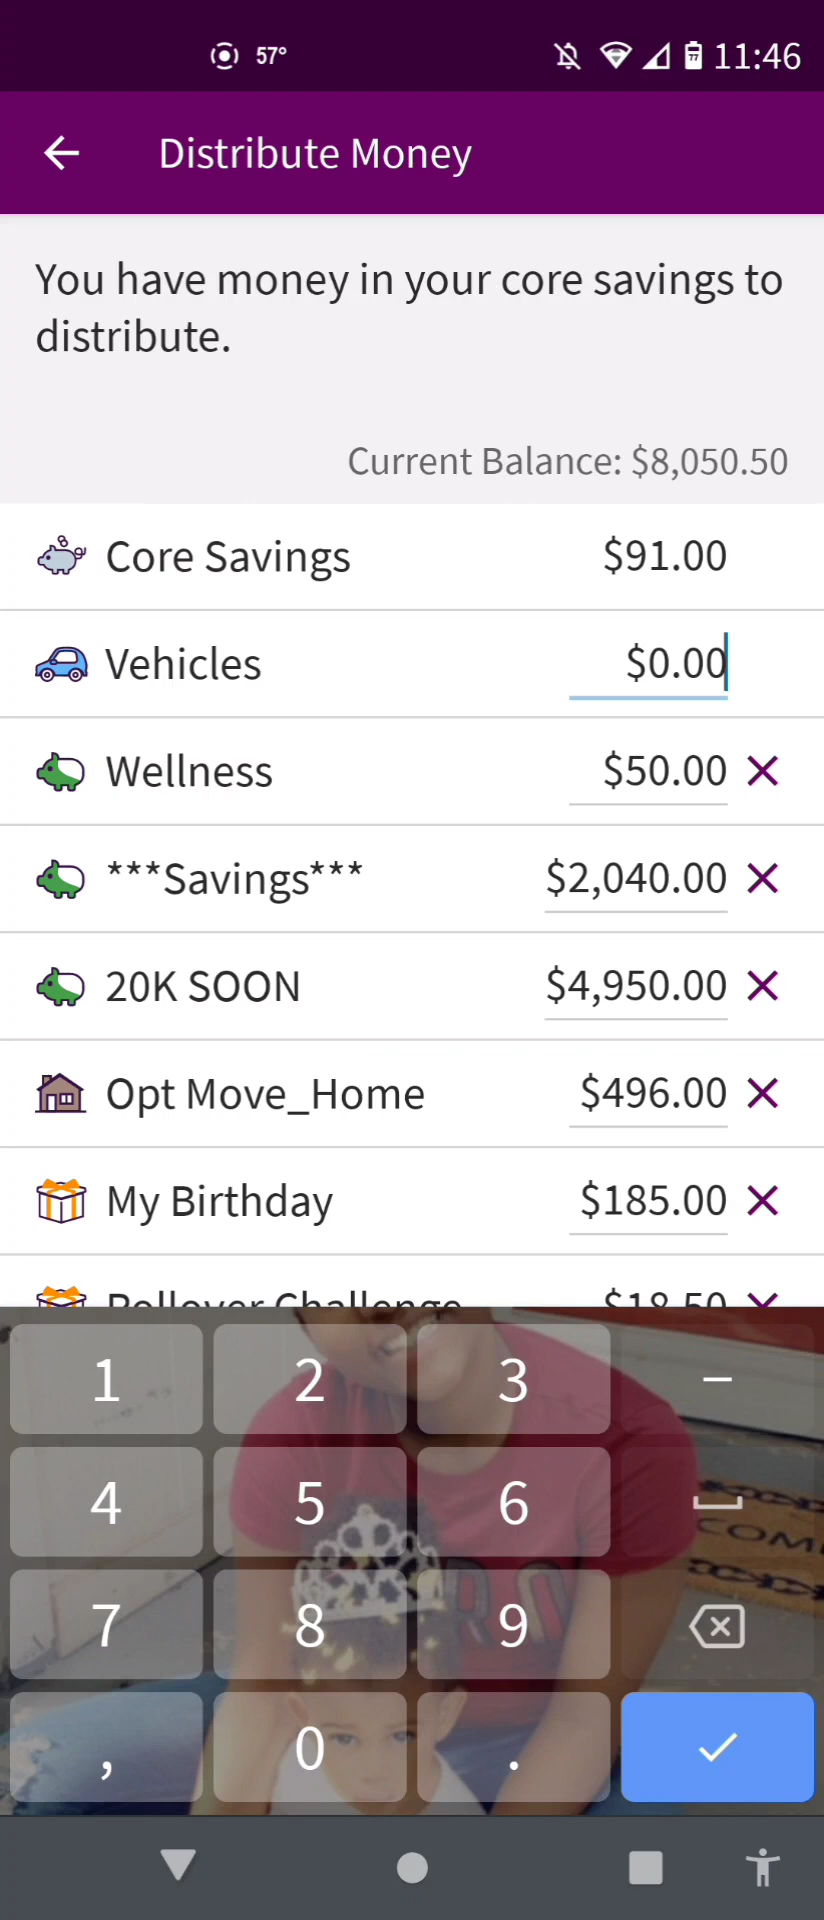 57° 11:46
Distribute Money
You have money in your core savings to
distribute.
Current Balance: $8,050.50
Core Savings $91.00
Vehicles $0.00
Wellness $50.00
***Savings*** $2,040.00
20K SOON $4,950.00
Opt Move_Home $496.00
My Birthday $185.00
Rollover Challenge $18.50
1 2 3 –
4 5 6
7 8 9
, 0 .